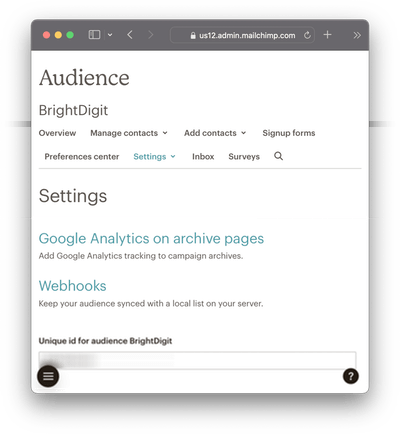 us12.admin.mailchimp.com
Audience
BrightDigit
Overview Manage contacts Add contacts Signup forms
Preferences center Settings Inbox Surveys
Settings
Google Analytics on archive pages
Add Google Analytics tracking to campaign archives.
Webhooks
Keep your audience synced with a local list on your server.
Unique id for audience BrightDigit
?